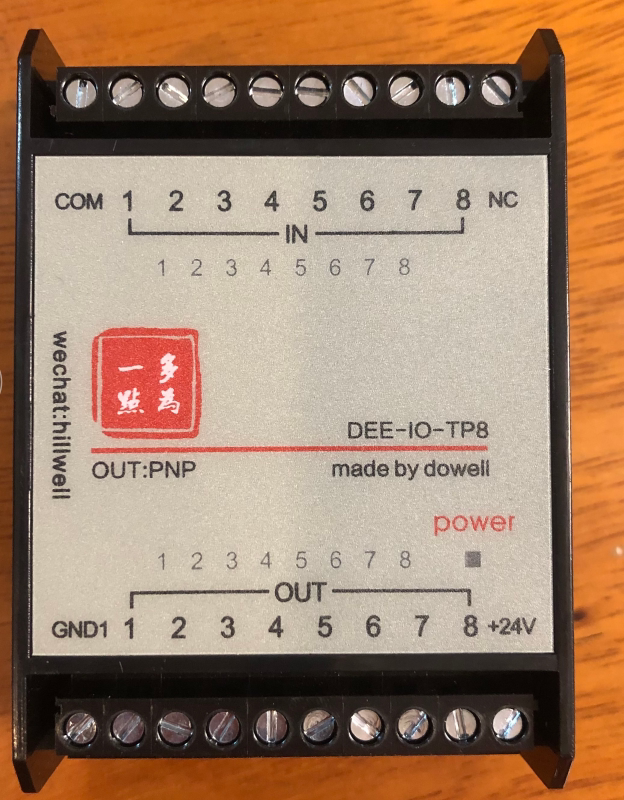 COM 1 2 3 4 5 6 7 8 NC
IN
1 2 3 4 5 6 7 8
wechat:hillwell
多為
一點
DEE-IO-TP8
OUT:PNP made by dowell
power
1 2 3 4 5 6 7 8
OUT
GND1 1 2 3 4 5 6 7 8 +24V